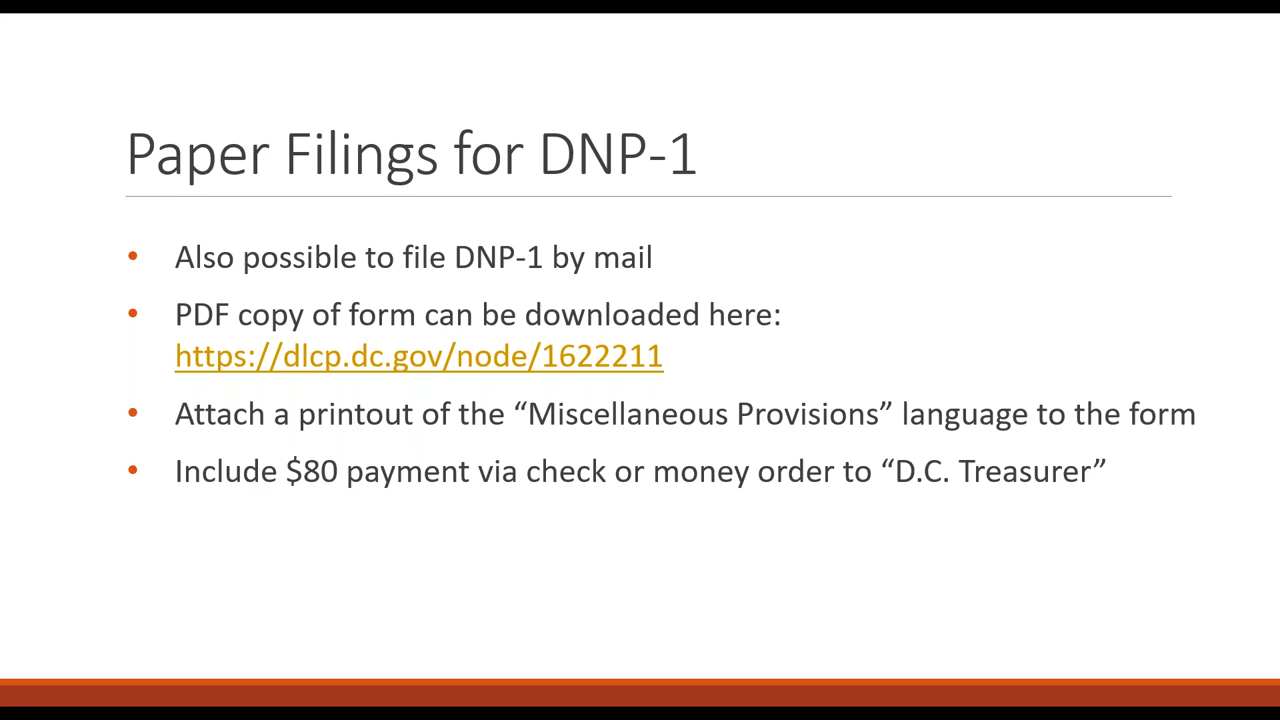 Paper Filings for DNP-1
• Also possible to file DNP-1 by mail
• PDF copy of form can be downloaded here:
https://dlcp.dc.gov/node/1622211
• Attach a printout of the “Miscellaneous Provisions” language to the form
• Include $80 payment via check or money order to “D.C. Treasurer”